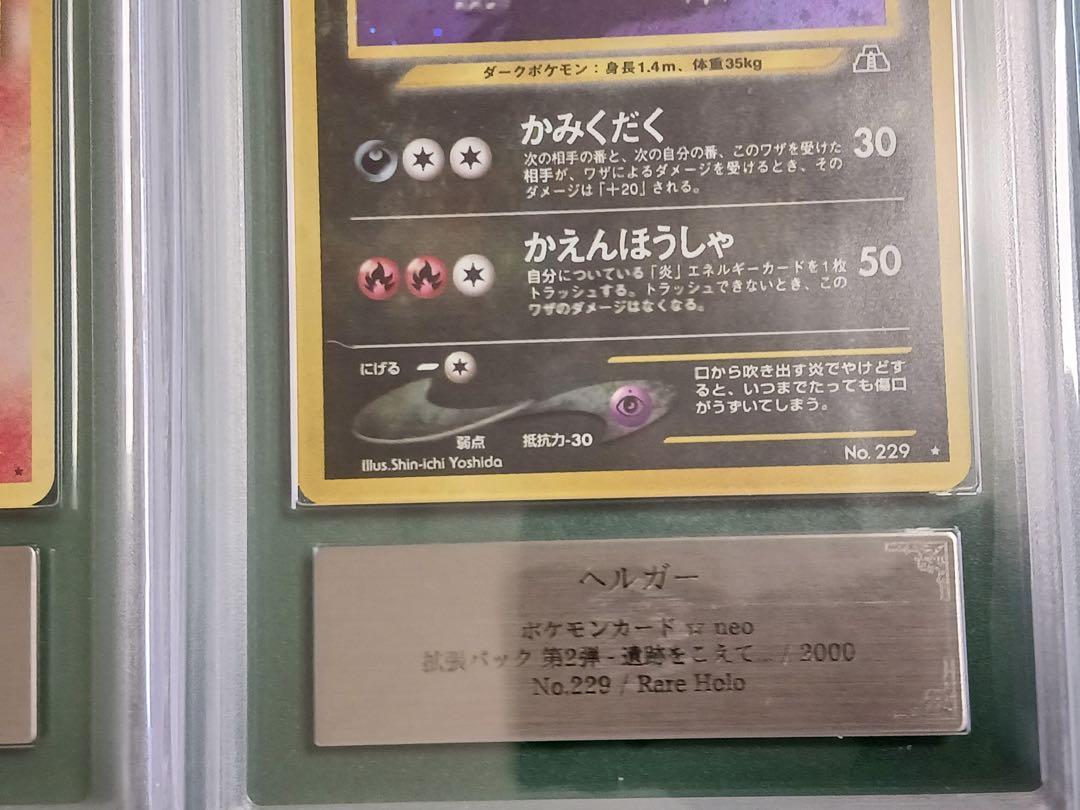 ダークポケモン：身長1.4m、体重35kg
かみくだく 30
次の相手の番と、次の自分の番、このワザを受けた
相手が、ワザによるダメージを受けるとき、その
ダメージは「＋20」される。
かえんほうしゃ 50
自分についている「炎」エネルギーカードを1枚
トラッシュする。トラッシュできないとき、この
ワザのダメージはなくなる。
にげる
口から吹き出す炎でやけどす
ると、いつまでたっても傷口
がうずいてしまう。
弱点 抵抗力-30
Illus.Shin-ichi Yoshida
No. 229 ★
ヘルガー
ポケモンカード☆neo
拡張パック 第2弾 - 遺跡をこえて... / 2000
No.229 / Rare Holo